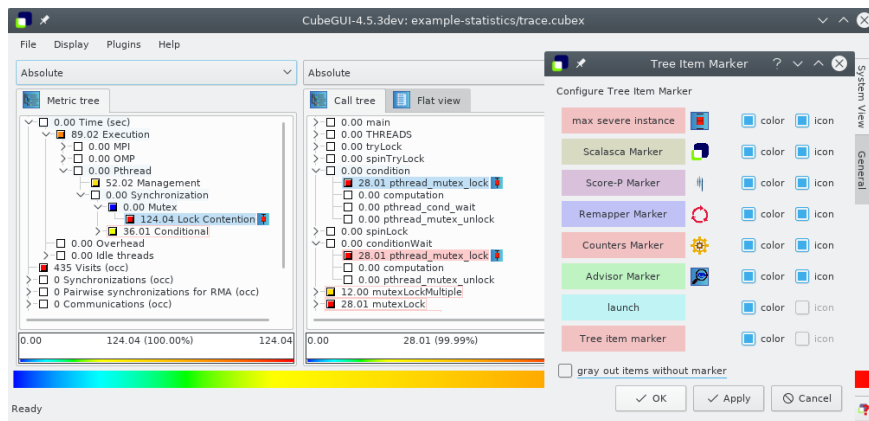 CubeGUI-4.5.3dev: example-statistics/trace.cubex
File Display Plugins Help
Absolute
Metric tree
0.00 Time (sec)
89.02 Execution
0.00 MPI
0.00 OMP
0.00 Pthread
52.02 Management
0.00 Synchronization
0.00 Mutex
124.04 Lock Contention
36.01 Conditional
0.00 Overhead
0.00 Idle threads
435 Visits (occ)
0 Synchronizations (occ)
0 Pairwise synchronizations for RMA (occ)
0 Communications (occ)
0.00 124.04 (100.00%) 124.04
Absolute
Call tree Flat view
0.00 main
0.00 THREADS
0.00 tryLock
0.00 spinTryLock
0.00 condition
28.01 pthread_mutex_lock
0.00 computation
0.00 pthread_cond_wait
0.00 pthread_mutex_unlock
0.00 spinLock
0.00 conditionWait
28.01 pthread_mutex_lock
0.00 computation
0.00 pthread_mutex_unlock
12.00 mutexLockMultiple
28.01 mutexLock
0.00 28.01 (99.99%)
Tree Item Marker ?
Configure Tree Item Marker
max severe instance color icon
Scalasca Marker color icon
Score-P Marker color icon
Remapper Marker color icon
Counters Marker color icon
Advisor Marker color icon
launch color icon
Tree item marker color icon
gray out items without marker
OK Apply Cancel
System View
General
Ready